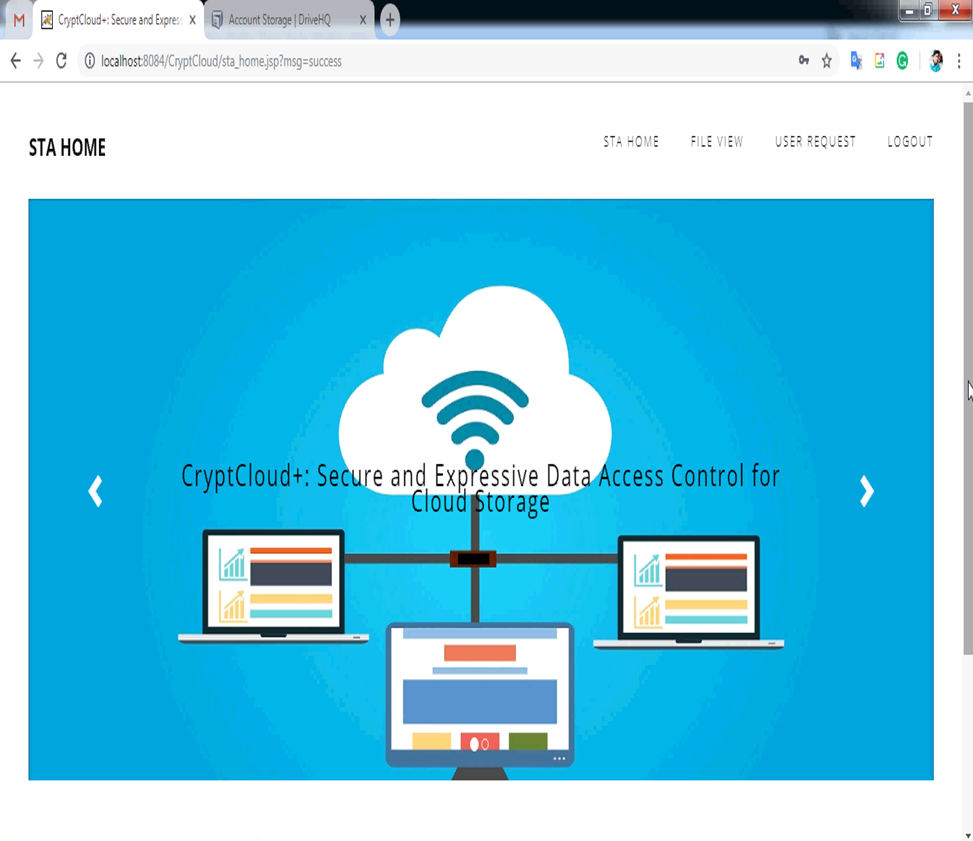 M
CryptCloud+: Secure and Expres
Account Storage | DriveHQ
localhost:8084/CryptCloud/sta_home.jsp?msg=success
STA HOME
STA HOME FILE VIEW USER REQUEST LOGOUT
CryptCloud+: Secure and Expressive Data Access Control for
Cloud Storage